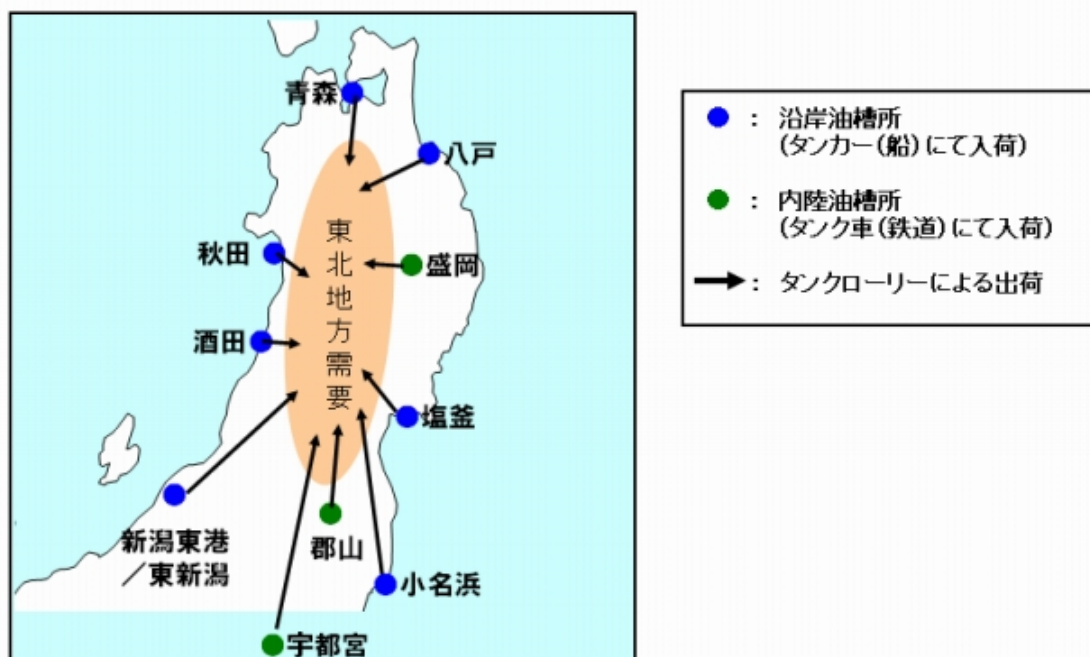 青森
八戸
秋田
盛岡
東北地方需要
酒田
塩釜
新潟東港
／東新潟
郡山
小名浜
宇都宮
： 沿岸油槽所
(タンカー(船)にて入荷)
： 内陸油槽所
(タンク車(鉄道)にて入荷)
： タンクローリーによる出荷